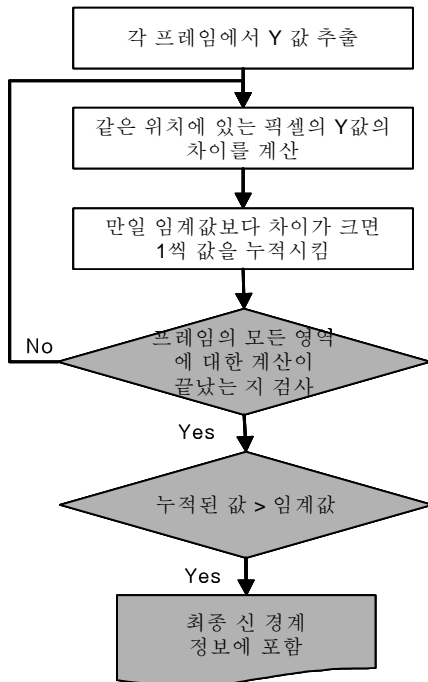 각 프레임에서 Y 값 추출
같은 위치에 있는 픽셀의 Y값의
차이를 계산
만일 임계값보다 차이가 크면
1씩 값을 누적시킴
프레임의 모든 영역
에 대한 계산이
끝났는 지 검사
No
Yes
누적된 값 > 임계값
Yes
최종 신 경계
정보에 포함